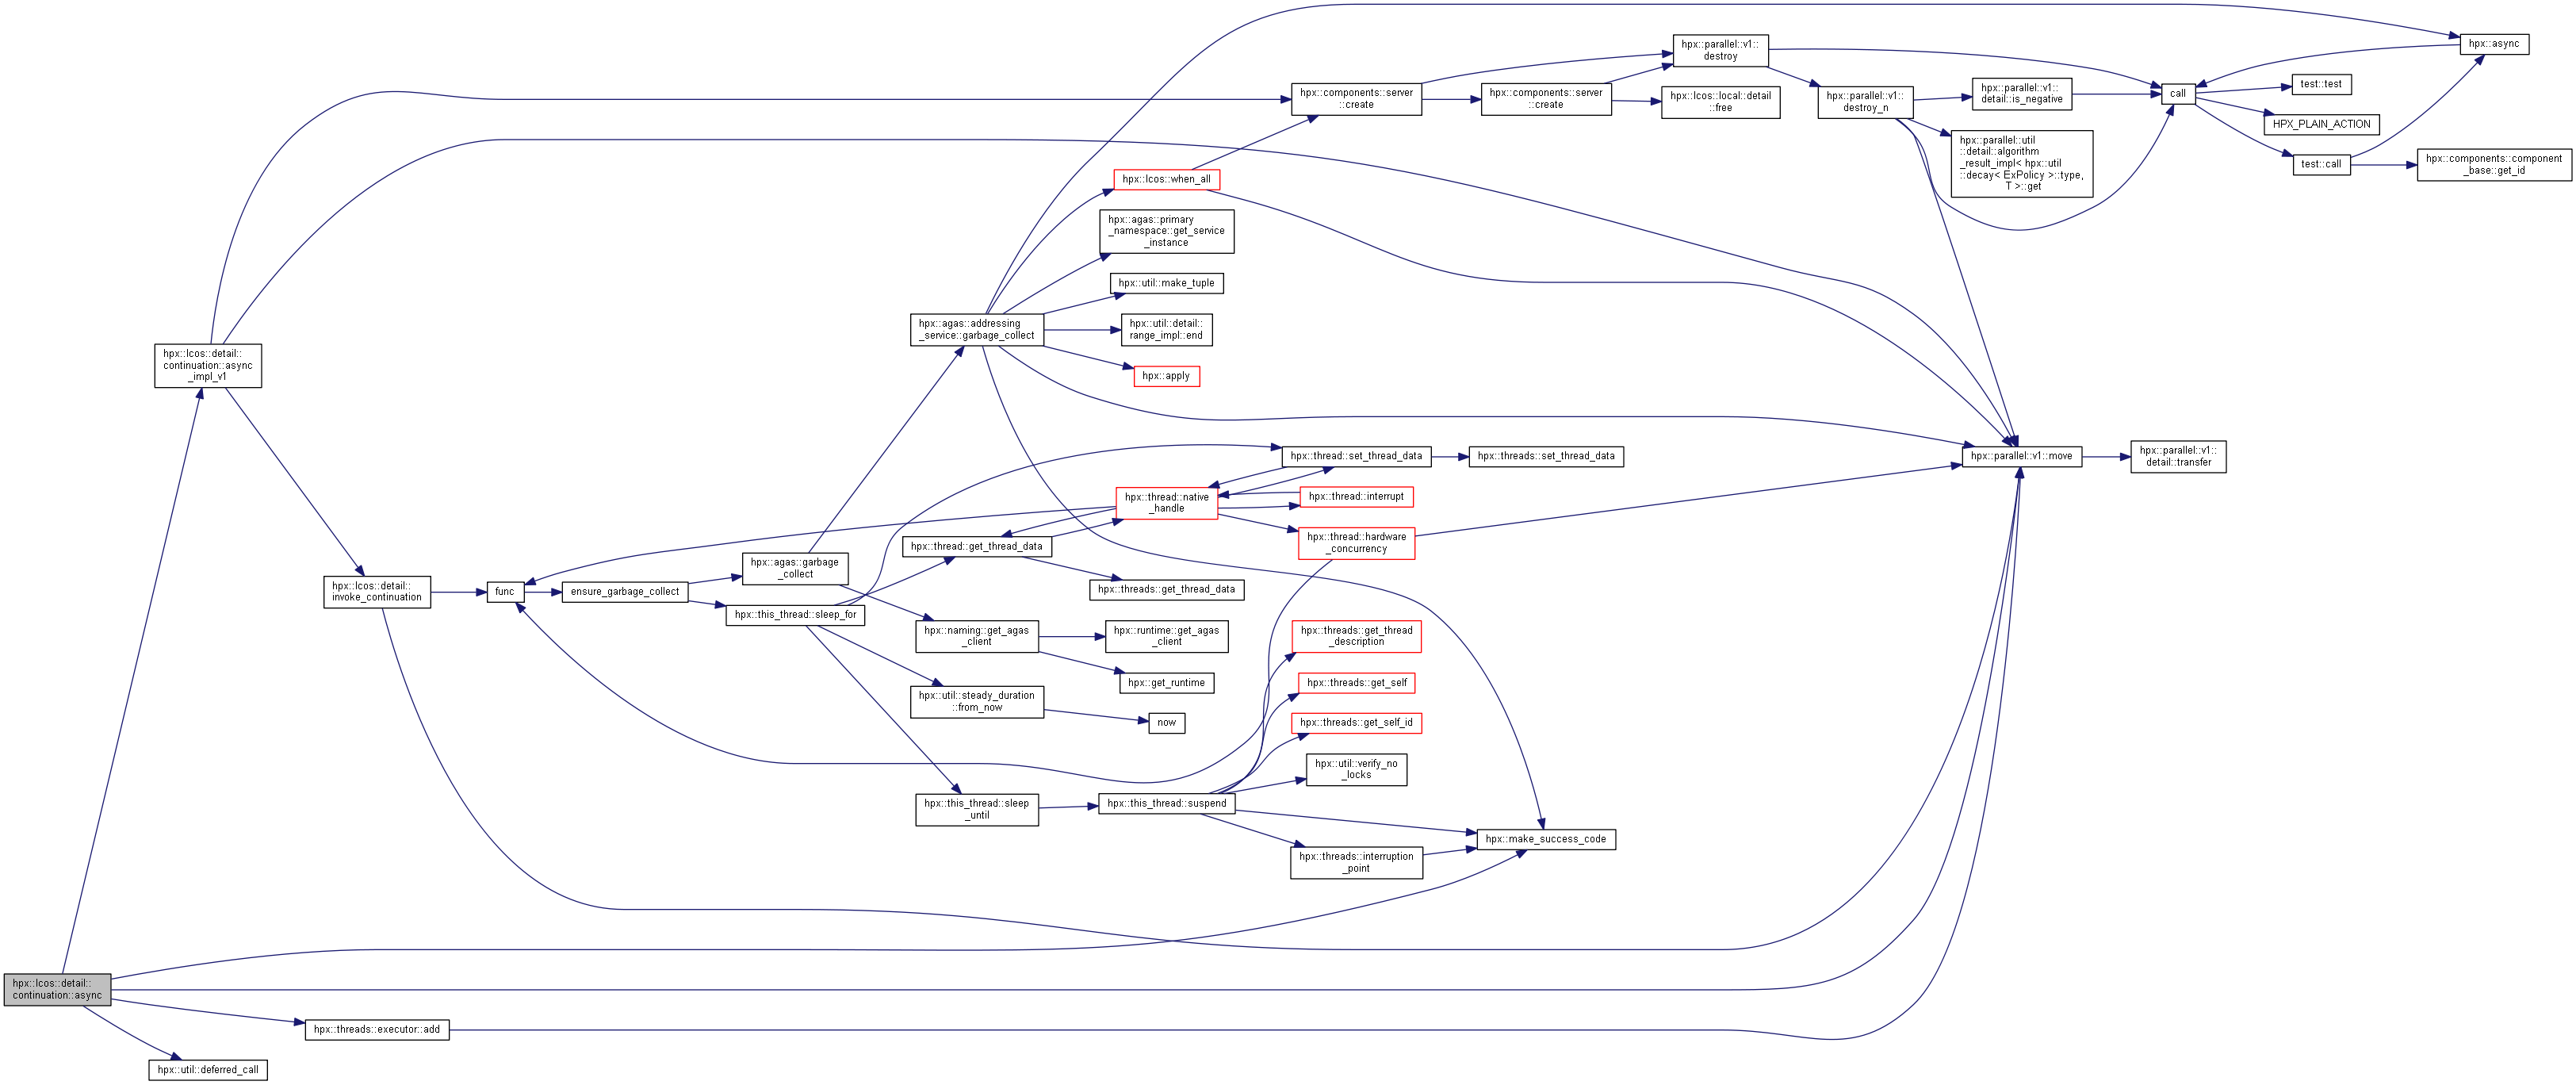 hpx::lcos::detail::
continuation::async
hpx::lcos::detail::
continuation::async
_impl_v1
hpx::threads::executor::add
hpx::util::deferred_call
hpx::lcos::detail::
invoke_continuation
func
ensure_garbage_collect
hpx::agas::garbage
_collect
hpx::this_thread::sleep_for
hpx::agas::addressing
_service::garbage_collect
hpx::thread::get_thread_data
hpx::naming::get_agas
_client
hpx::util::steady_duration
::from_now
hpx::this_thread::sleep
_until
hpx::lcos::when_all
hpx::agas::primary
_namespace::get_service
_instance
hpx::util::make_tuple
hpx::util::detail::
range_impl::end
hpx::apply
hpx::thread::native
_handle
hpx::threads::get_thread_data
hpx::runtime::get_agas
_client
hpx::get_runtime
now
hpx::this_thread::suspend
hpx::components::server
::create
hpx::thread::set_thread_data
hpx::thread::interrupt
hpx::thread::hardware
_concurrency
hpx::threads::get_thread
_description
hpx::threads::get_self
hpx::threads::get_self_id
hpx::util::verify_no
_locks
hpx::threads::interruption
_point
hpx::components::server
::create
hpx::threads::set_thread_data
hpx::make_success_code
hpx::parallel::v1::
destroy
hpx::lcos::local::detail
::free
hpx::parallel::v1::
destroy_n
hpx::parallel::v1::
detail::is_negative
hpx::parallel::util
::detail::algorithm
_result_impl< hpx::util
::decay< ExPolicy >::type,
T >::get
hpx::parallel::v1::move
call
hpx::parallel::v1::
detail::transfer
test::test
HPX_PLAIN_ACTION
test::call
hpx::async
hpx::components::component
_base::get_id